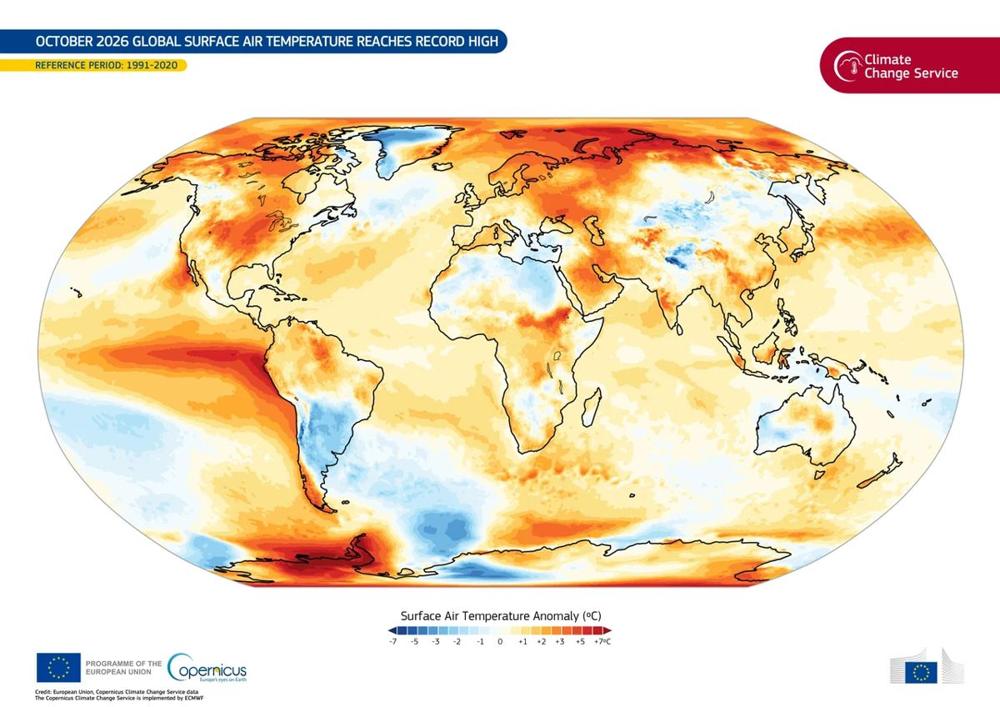 OCTOBER 2026 GLOBAL SURFACE AIR TEMPERATURE REACHES RECORD HIGH
REFERENCE PERIOD: 1991-2020
Climate
Change Service
Surface Air Temperature Anomaly (ºC)
-7 -5 -3 -2 -1 0 +1 +2 +3 +5 +7ºC
PROGRAMME OF THE
EUROPEAN UNION
opernicus
Europe's eyes on Earth
Credit: European Union, Copernicus Climate Change Service data
The Copernicus Climate Change Service is implemented by ECMWF